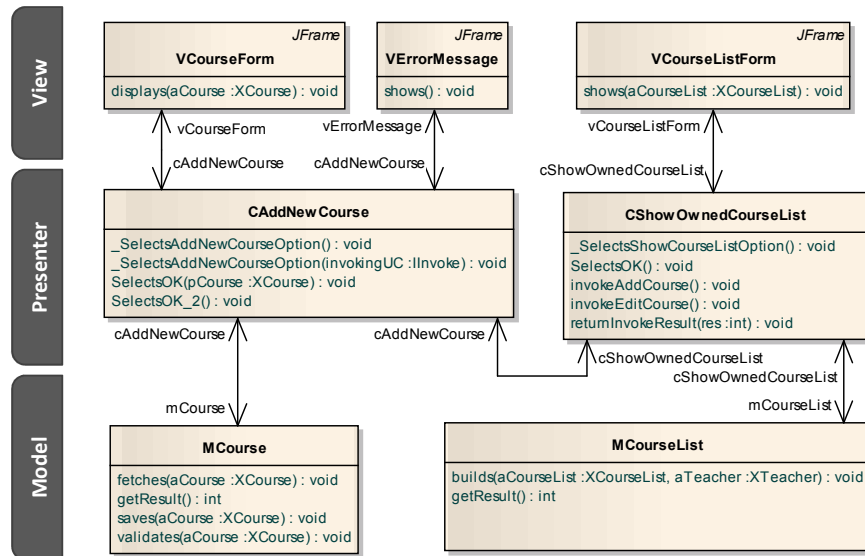 View
JFrame
VCourseForm
displays(aCourse :XCourse) : void
JFrame
VErrorMessage
shows() : void
JFrame
VCourseListForm
shows(aCourseList :XCourseList) : void
vCourseForm
cAddNewCourse
vErrorMessage
cAddNewCourse
vCourseListForm
cShowOwnedCourseList
Presenter
CAddNewCourse
_SelectsAddNewCourseOption() : void
_SelectsAddNewCourseOption(invokingUC :IInvoke) : void
SelectsOK(pCourse :XCourse) : void
SelectsOK_2() : void
CShowOwnedCourseList
_SelectsShowCourseListOption() : void
SelectsOK() : void
invokeAddCourse() : void
invokeEditCourse() : void
returnInvokeResult(res :int) : void
cAddNewCourse
cAddNewCourse
cShowOwnedCourseList
cShowOwnedCourseList
mCourse
mCourseList
Model
MCourse
fetches(aCourse :XCourse) : void
getResult() : int
saves(aCourse :XCourse) : void
validates(aCourse :XCourse) : void
MCourseList
builds(aCourseList :XCourseList, aTeacher :XTeacher) : void
getResult() : int